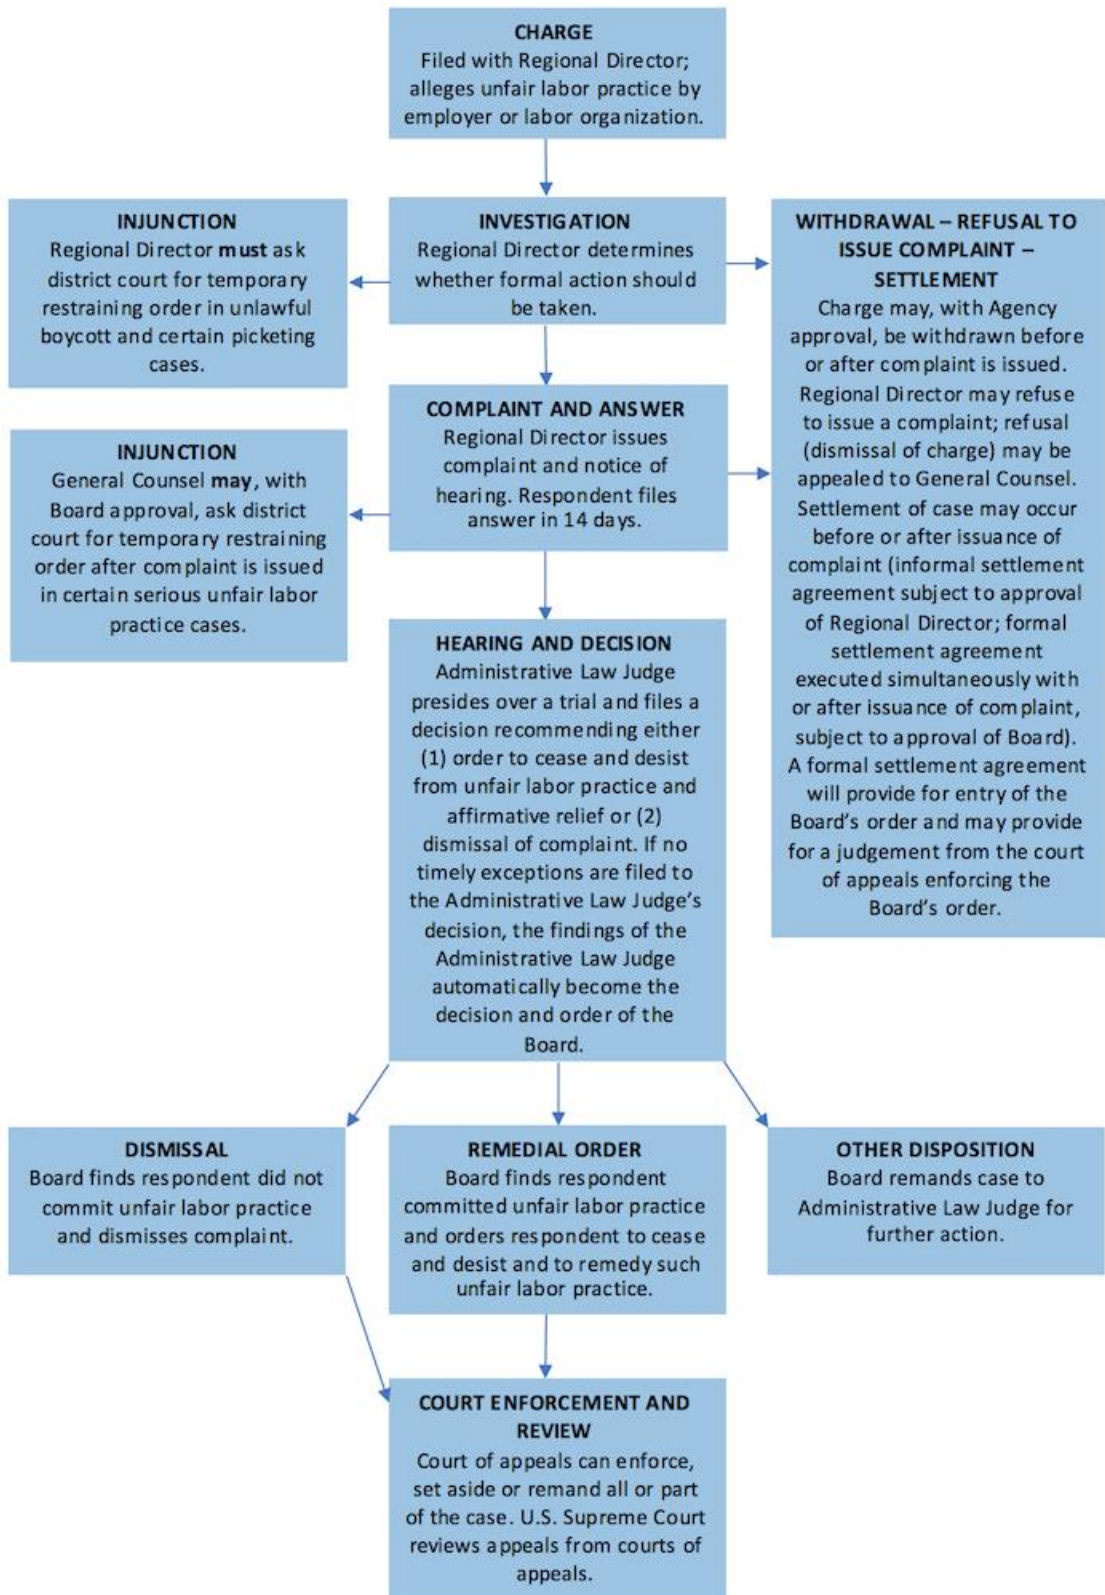 CHARGE
Filed with Regional Director;
alleges unfair labor practice by
employer or labor organization.
INJUNCTION
Regional Director must ask
district court for temporary
restraining order in unlawful
boycott and certain picketing
cases.
INVESTIGATION
Regional Director determines
whether formal action should
be taken.
WITHDRAWAL – REFUSAL TO
ISSUE COMPLAINT –
SETTLEMENT
Charge may, with Agency
approval, be withdrawn before
or after complaint is issued.
Regional Director may refuse
to issue a complaint; refusal
(dismissal of charge) may be
appealed to General Counsel.
Settlement of case may occur
before or after issuance of
complaint (informal settlement
agreement subject to approval
of Regional Director; formal
settlement agreement
executed simultaneously with
or after issuance of complaint,
subject to approval of Board).
A formal settlement agreement
will provide for entry of the
Board's order and may provide
for a judgement from the court
of appeals enforcing the
Board's order.
INJUNCTION
General Counsel may, with
Board approval, ask district
court for temporary restraining
order after complaint is issued
in certain serious unfair labor
practice cases.
COMPLAINT AND ANSWER
Regional Director issues
complaint and notice of
hearing. Respondent files
answer in 14 days.
HEARING AND DECISION
Administrative Law Judge
presides over a trial and files a
decision recommending either
(1) order to cease and desist
from unfair labor practice and
affirmative relief or (2)
dismissal of complaint. If no
timely exceptions are filed to
the Administrative Law Judge's
decision, the findings of the
Administrative Law Judge
automatically become the
decision and order of the
Board.
DISMISSAL
Board finds respondent did not
commit unfair labor practice
and dismisses complaint.
REMEDIAL ORDER
Board finds respondent
committed unfair labor practice
and orders respondent to cease
and desist and to remedy such
unfair labor practice.
OTHER DISPOSITION
Board remands case to
Administrative Law Judge for
further action.
COURT ENFORCEMENT AND
REVIEW
Court of appeals can enforce,
set aside or remand all or part
of the case. U.S. Supreme Court
reviews appeals from courts of
appeals.